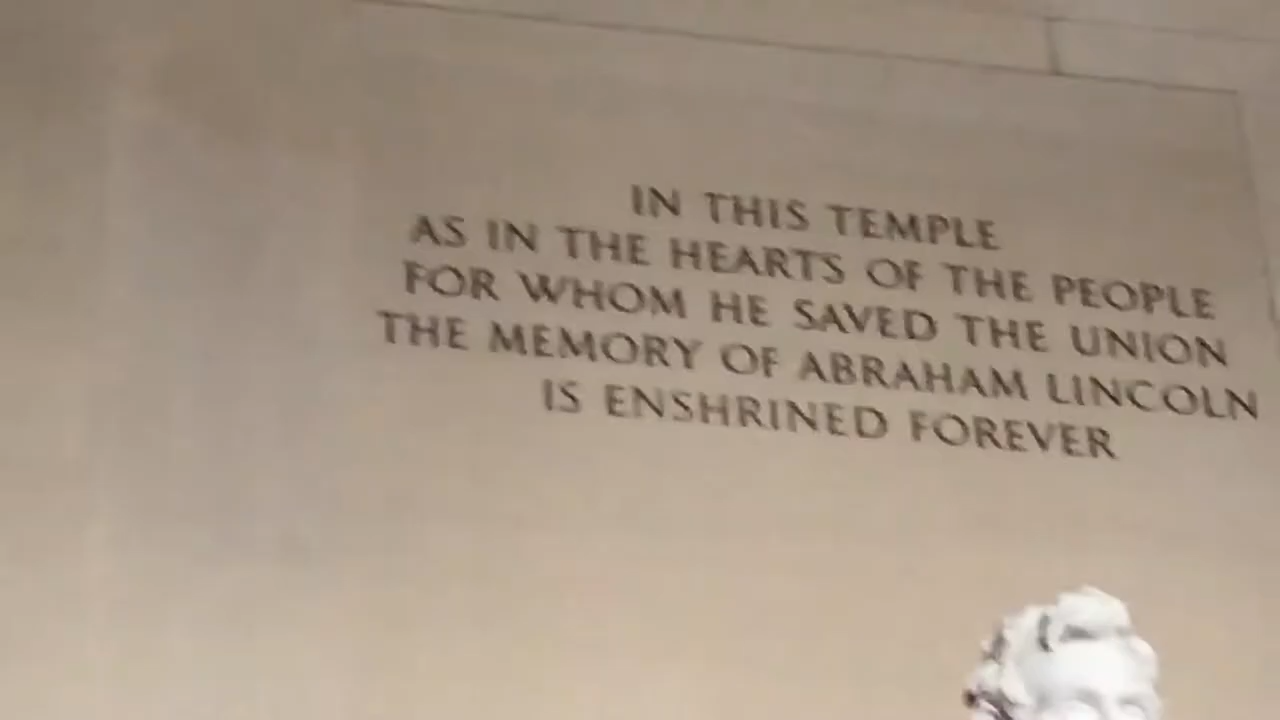 IN THIS TEMPLE
AS IN THE HEARTS OF THE PEOPLE
FOR WHOM HE SAVED THE UNION
THE MEMORY OF ABRAHAM LINCOLN
IS ENSHRINED FOREVER